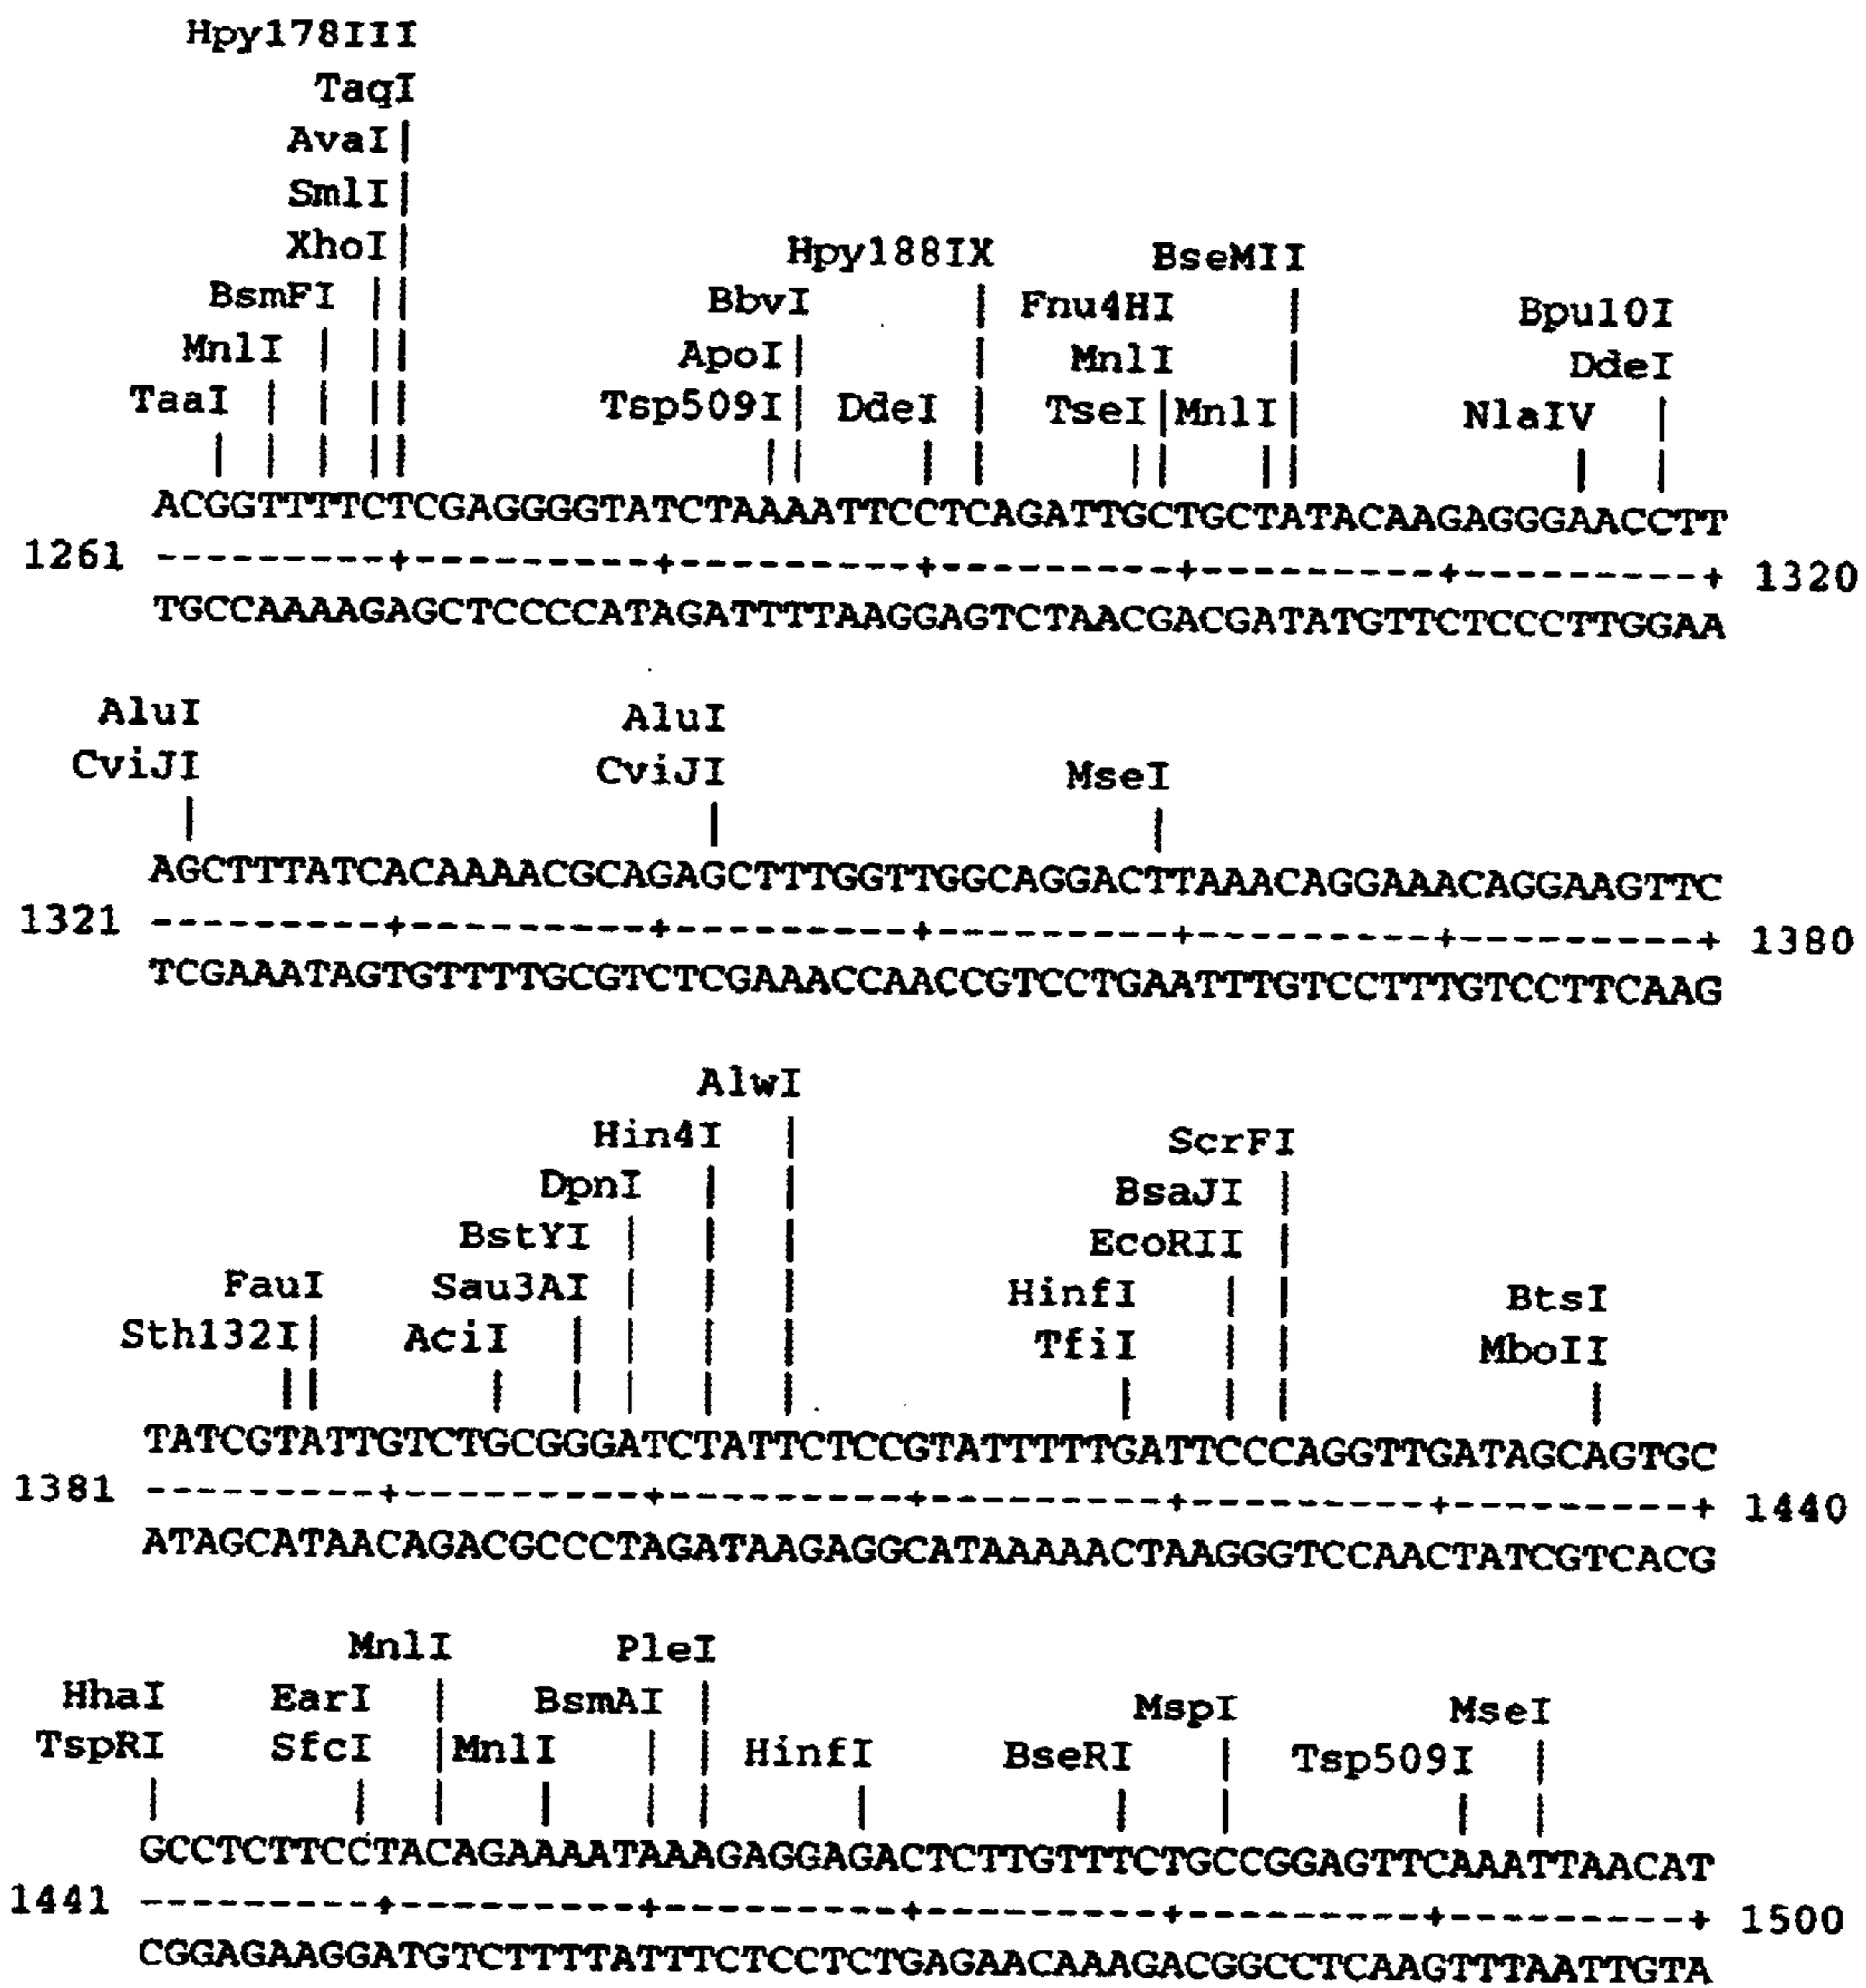 Hpy178III
TaqI
AvaI
SmlI
XhoI
Hpy188IX BseMII
BsmFI BbvI Fnu4HI Bpu10I
MnlI ApoI MnlI DdeI
TaaI Tsp509I DdeI TseI MnlI NlaIV
ACGGTTTTCTCGAGGGGTATCTAAAATTCCTCAGATTGCTGCTATACAAGAGGGAACCTT
1261 ---------+---------+---------+---------+---------+---------+ 1320
TGCCAAAAGAGCTCCCCATAGATTTTAAGGAGTCTAACGACGATATGTTCTCCCTTGGAA
AluI AluI
CviJI CviJI MseI
AGCTTTATCACAAAACGCAGAGCTTTGGTTGGCAGGACTTAAACAGGAAACAGGAAGTTC
1321 ---------+---------+---------+---------+---------+---------+ 1380
TCGAAATAGTGTTTTGCGTCTCGAAACCAACCGTCCTGAATTTGTCCTTTGTCCTTCAAG
AlwI
Hin4I ScrFI
DpnI BsaJI
BstYI EcoRII
FauI Sau3AI HinfI BtsI
Sth132I AciI TfiI MboII
TATCGTATTGTCTGCGGGATCTATTCTCCGTATTTTTGATTCCCAGGTTGATAGCAGTGC
1381 ---------+---------+---------+---------+---------+---------+ 1440
ATAGCATAACAGACGCCCTAGATAAGAGGCATAAAAACTAAGGGTCCAACTATCGTCACG
MnlI PleI
HhaI EarI BsmAI MspI MseI
TspRI SfcI MnlI HinfI BseRI Tsp509I
GCCTCTTCCTACAGAAAATAAAGAGGAGACTCTTGTTTCTGCCGGAGTTCAAATTAACAT
1441 ---------+---------+---------+---------+---------+---------+ 1500
CGGAGAAGGATGTCTTTTATTTCTCCTCTGAGAACAAAGACGGCCTCAAGTTTAATTGTA